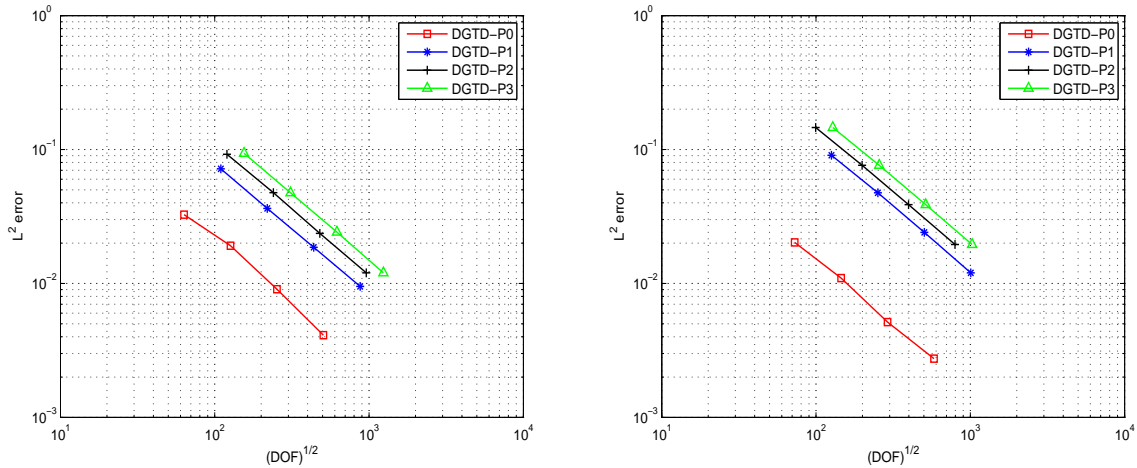 10^0
10^-1
10^-2
10^-3
10^1
10^2
10^3
10^4
(DOF)^1/2
L^2 error
DGTD-P0
DGTD-P1
DGTD-P2
DGTD-P3
10^0
10^-1
10^-2
10^-3
10^1
10^2
10^3
10^4
(DOF)^1/2
L^2 error
DGTD-P0
DGTD-P1
DGTD-P2
DGTD-P3